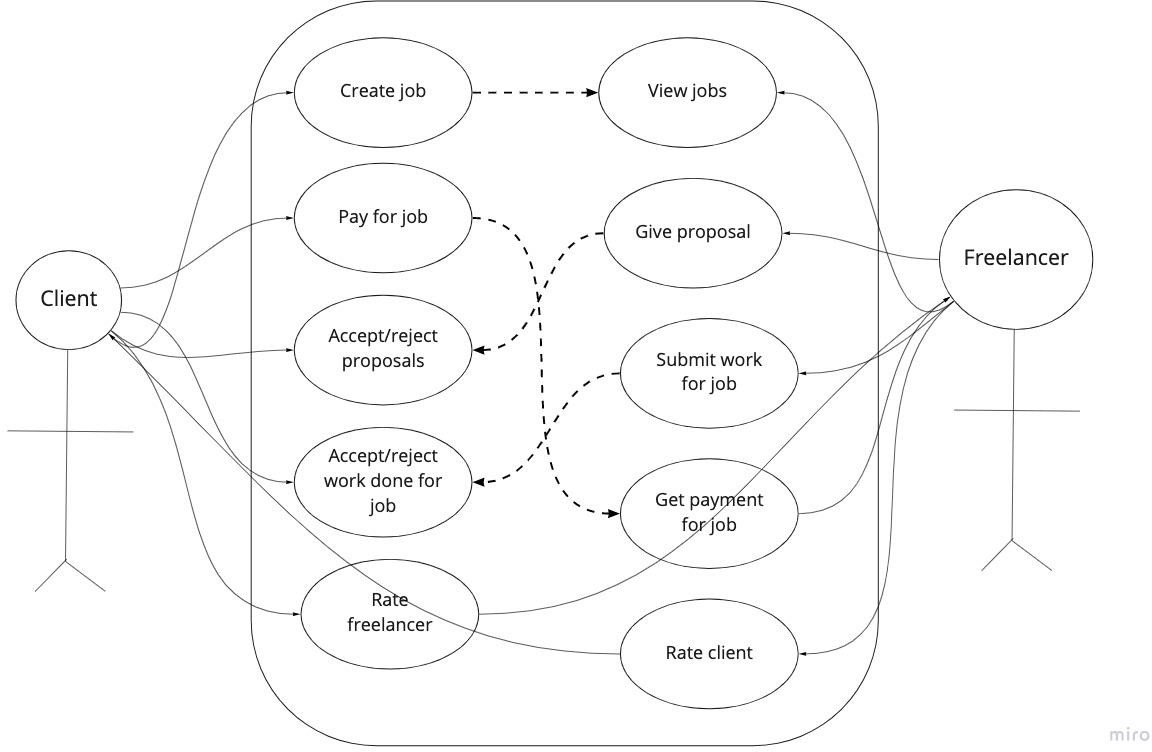 Create job
View jobs
Pay for job
Give proposal
Client
Freelancer
Accept/reject
proposals
Submit work
for job
Accept/reject
work done for
job
Get payment
for job
Rate
freelancer
Rate client
miro